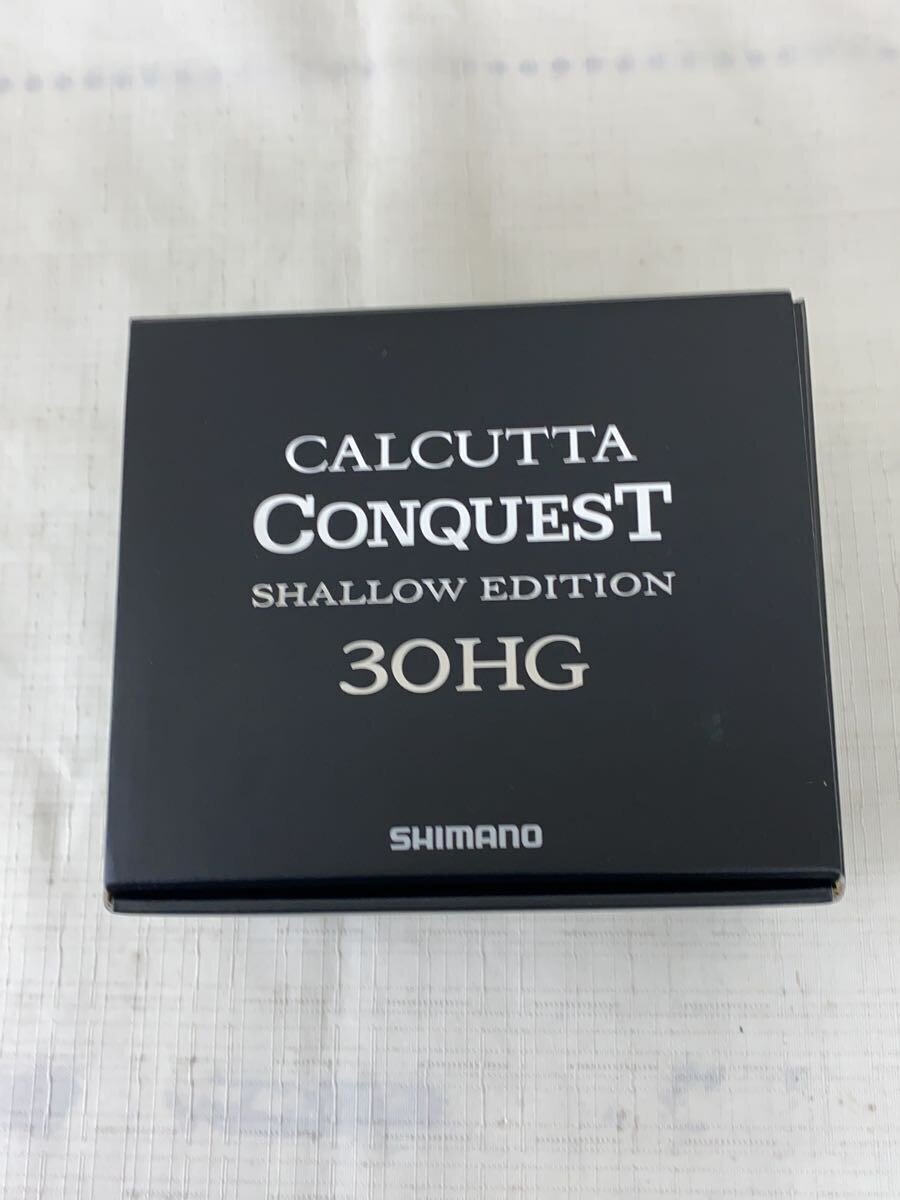 CALCUTTA
CONQUEST
SHALLOW EDITION
30HG
SHIMANO